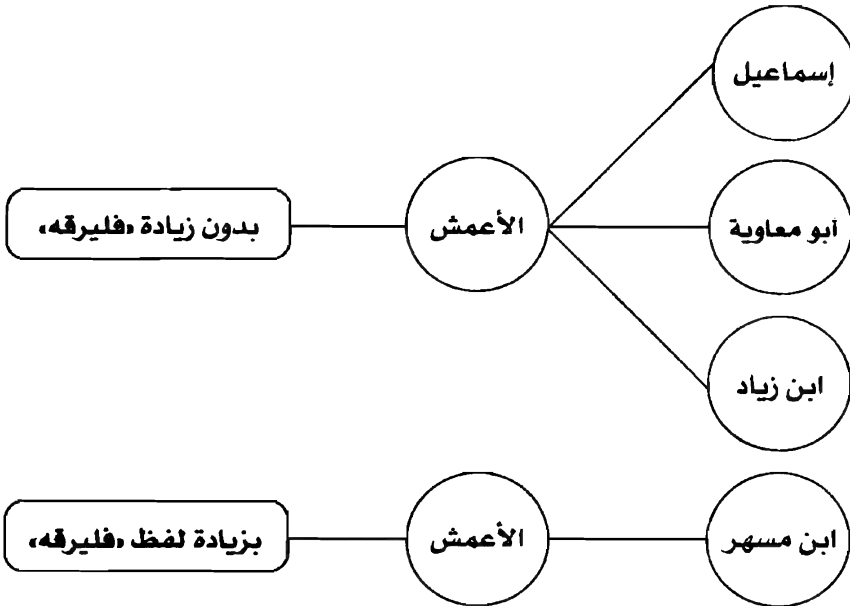 إسماعيل
أبو معاوية
الأعمش
بدون زيادة «فليرقه»
ابن زياد
ابن مسهر
الأعمش
بزيادة لفظ «فليرقه»